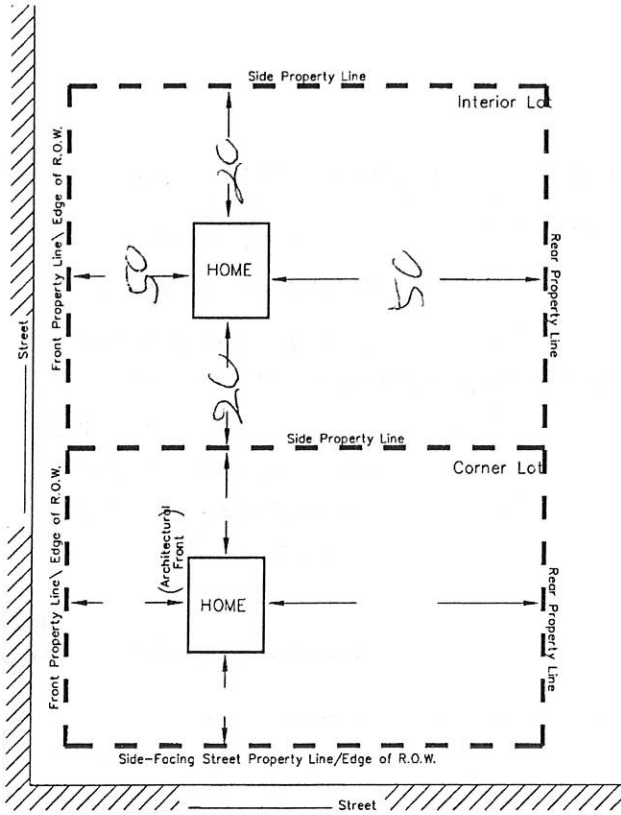 Side Property Line
Interior Lot
Front Property Line\ Edge of R.O.W.
20
50
HOME
50
Rear Property Line
Street
20
Side Property Line
Corner Lot
Front Property Line\ Edge of R.O.W.
(Architectural
Front )
HOME
Rear Property Line
Side-Facing Street Property Line/Edge of R.O.W.
Street